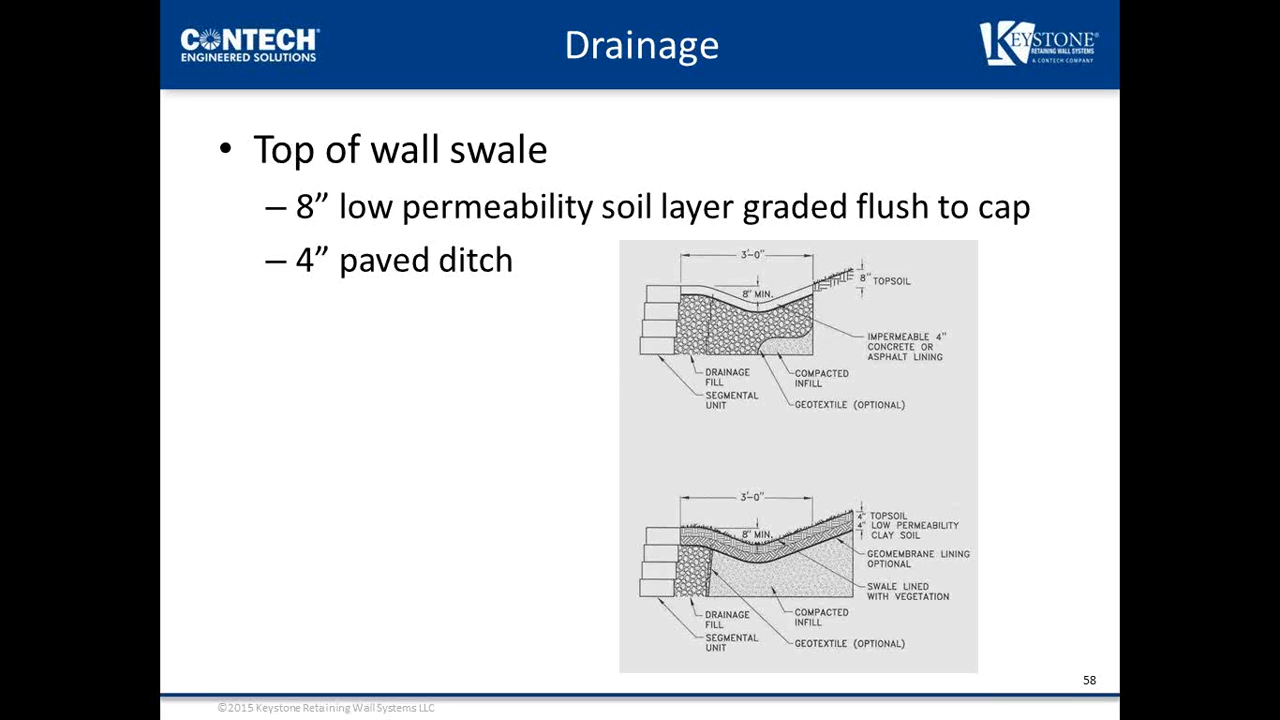 CONTECH®
ENGINEERED SOLUTIONS
Drainage
KEYSTONE®
RETAINING WALL SYSTEMS
A CONTECH COMPANY
• Top of wall swale
– 8” low permeability soil layer graded flush to cap
– 4” paved ditch
3'-0"
8" MIN.
8" TOPSOIL
IMPERMEABLE 4"
CONCRETE OR
ASPHALT LINING
DRAINAGE
FILL
COMPACTED
INFILL
SEGMENTAL
UNIT
GEOTEXTILE (OPTIONAL)
3'-0"
8" MIN.
4" TOPSOIL
4" LOW PERMEABILITY
CLAY SOIL
GEOMEMBRANE LINING
OPTIONAL
SWALE LINED
WITH VEGETATION
DRAINAGE
FILL
COMPACTED
INFILL
SEGMENTAL
UNIT
GEOTEXTILE (OPTIONAL)
58
©2015 Keystone Retaining Wall Systems LLC